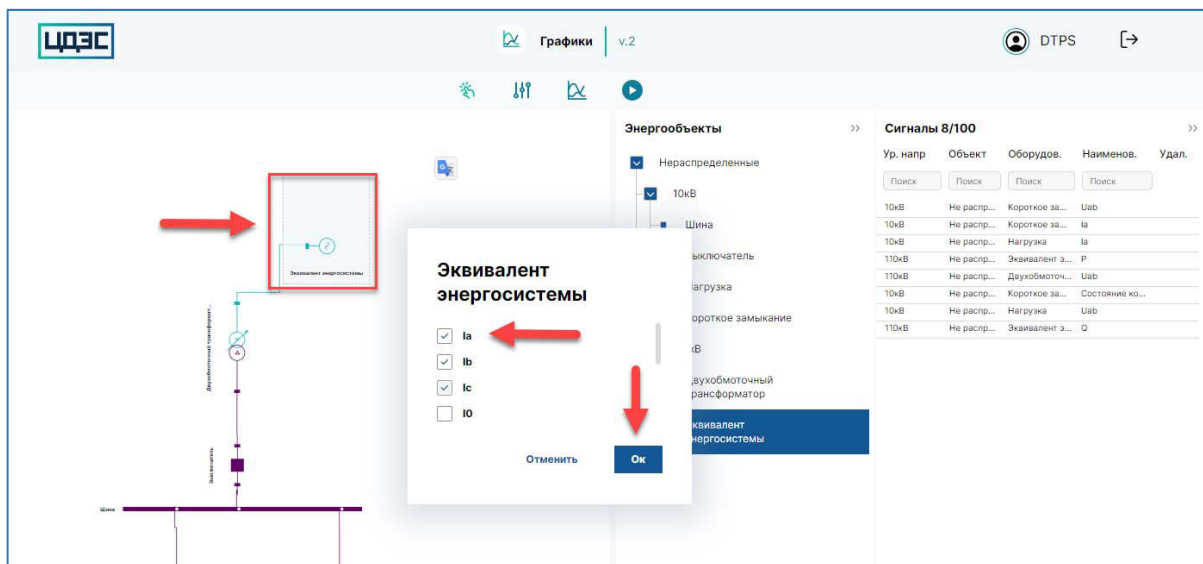 ЦДЭС
Графики v.2
DTPS
Энергообъекты
Нераспределенные
10кВ
Шина
ыключатель
агрузка
ороткое замыкание
кВ
вухобмоточный
рансформатор
квивалент
нергосистемы
Сигналы 8/100
Ур. напр Объект Оборудов. Наименов. Удал.
Поиск Поиск Поиск Поиск
10кВ Не распр... Короткое за... Uab
10кВ Не распр... Короткое за... Ia
10кВ Не распр... Нагрузка Ia
110кВ Не распр... Эквивалент э... P
110кВ Не распр... Двухобмоточ... Uab
10кВ Не распр... Короткое за... Состояние ко...
10кВ Не распр... Нагрузка Uab
110кВ Не распр... Эквивалент э... Q
Эквивалент энергосистемы
Двухобмоточный трансформат...
Выключатель
Шина
Эквивалент
энергосистемы
Ia
Ib
Ic
I0
Отменить Ок